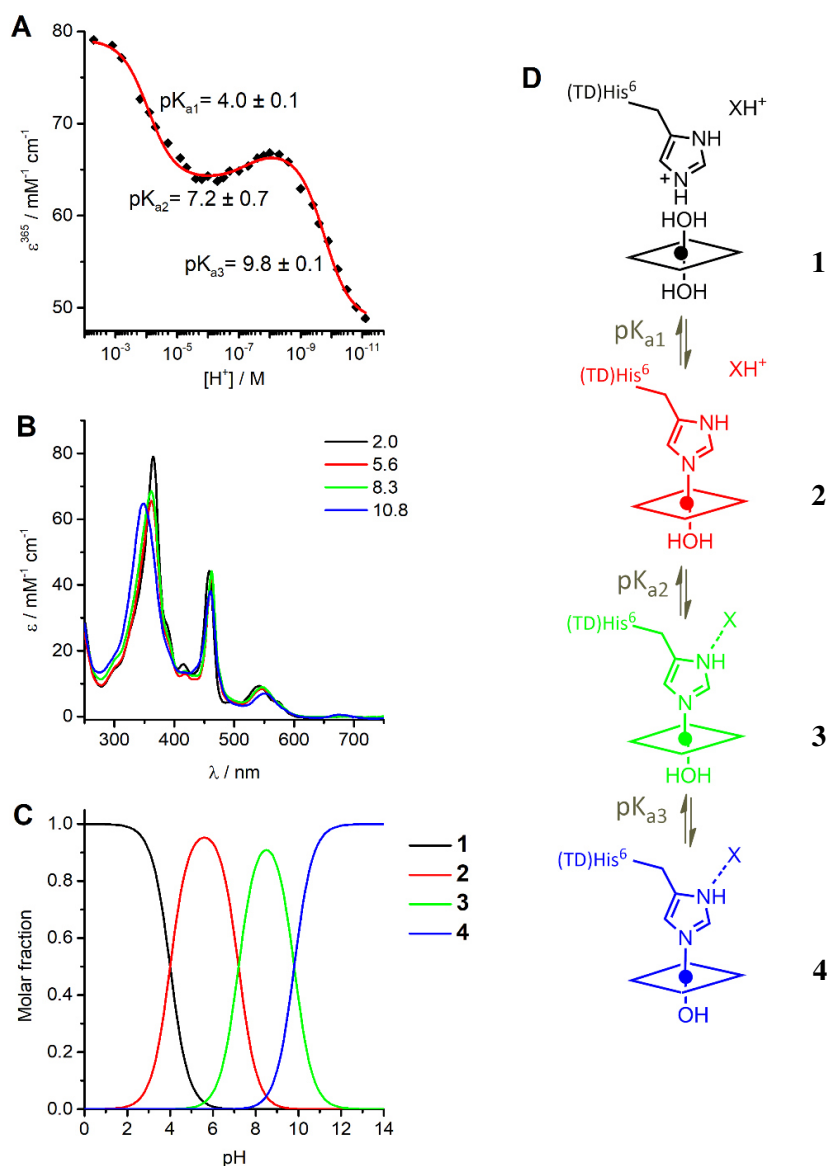 A
80
70
60
50
ε³⁶⁵ / mM⁻¹ cm⁻¹
pKₐ₁= 4.0 ± 0.1
pKₐ₂= 7.2 ± 0.7
pKₐ₃= 9.8 ± 0.1
10⁻³ 10⁻⁵ 10⁻⁷ 10⁻⁹ 10⁻¹¹
[H⁺] / M
B
80
60
40
20
0
ε / mM⁻¹ cm⁻¹
2.0
5.6
8.3
10.8
300 400 500 600 700
λ / nm
C
1.0
0.8
0.6
0.4
0.2
0.0
Molar fraction
1
2
3
4
0 2 4 6 8 10 12 14
pH
D
(TD)His⁶
XH⁺
NH
+
N
H
HOH
HOH
1
pKₐ₁
(TD)His⁶
XH⁺
NH
N
HOH
2
pKₐ₂
(TD)His⁶
X
NH
N
HOH
3
pKₐ₃
(TD)His⁶
X
NH
N
OH
4